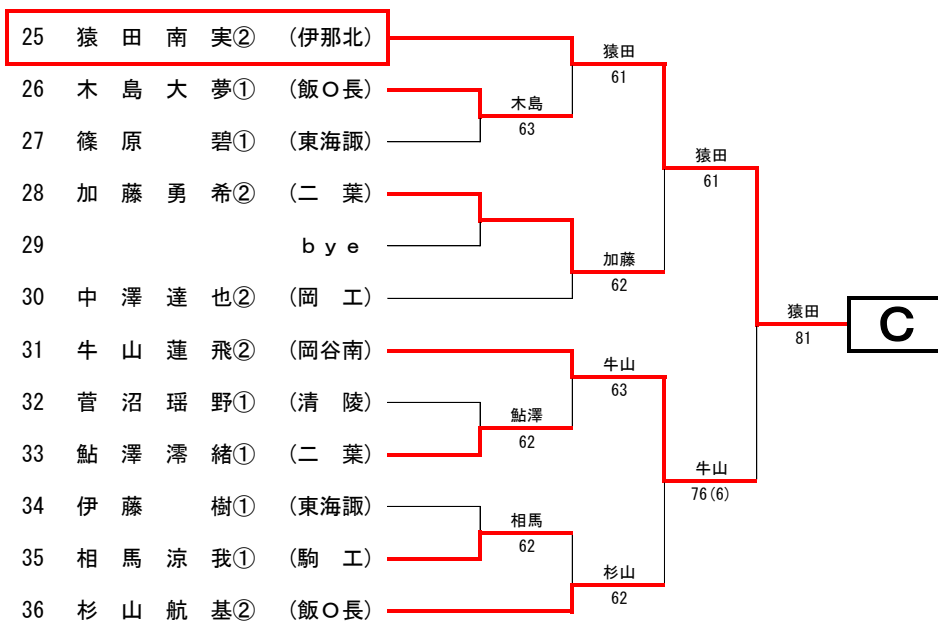 25 猿田南実② (伊那北)
26 木島大夢① (飯O長)
27 篠原 碧① (東海諏)
28 加藤勇希② (二 葉)
29 bye
30 中澤達也② (岡 工)
31 牛山蓮飛② (岡谷南)
32 菅沼瑶野① (清 陵)
33 鮎澤澪緒① (二 葉)
34 伊藤 樹① (東海諏)
35 相馬涼我① (駒 工)
36 杉山航基② (飯O長)
木島
63
鮎澤
62
相馬
62
猿田
61
加藤
62
牛山
63
杉山
62
猿田
61
牛山
76(6)
猿田
81
C